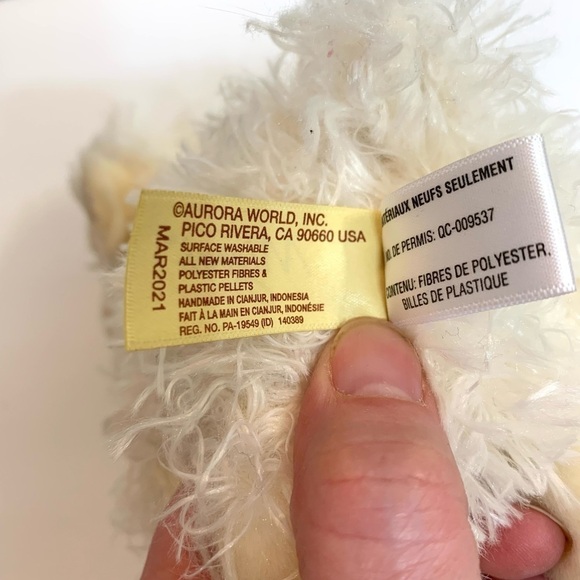 ©AURORA WORLD, INC.
PICO RIVERA, CA 90660 USA
SURFACE WASHABLE
ALL NEW MATERIALS
POLYESTER FIBRES &
PLASTIC PELLETS
HANDMADE IN CIANJUR, INDONESIA
FAIT À LA MAIN EN CIANJUR, INDONÉSIE
REG. NO. PA-19549 (ID) 140389
MAR2021
NEUFS SEULEMENT
NO. DE PERMIS: QC-009537
CONTENU: FIBRES DE POLYESTER.
BILLES DE PLASTIQUE